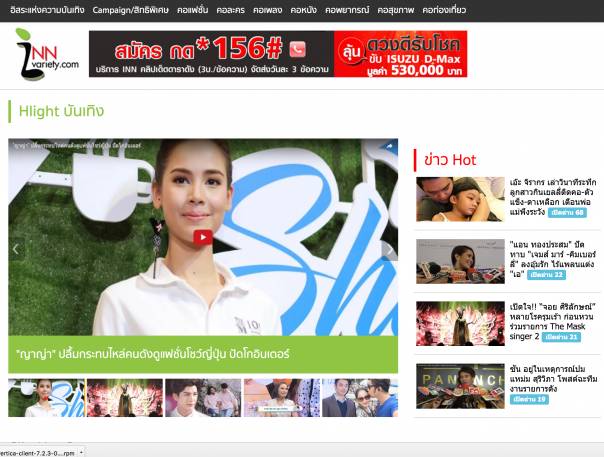 อิสระแห่งความบันเทิง Campaign/สิทธิพิเศษ คอแฟชั่น คอละคร คอเพลง คอหนัง คอพยากรณ์ คอสุขภาพ คอท่องเที่ยว
INN
variety.com
สมัคร กด*156#
บริการ INN คลิปเด็ดดาราดัง (3บ./ข้อความ) จัดส่งวันละ 3 ข้อความ
ลุ้น ดวงดีรับโชค
ขับ ISUZU D-Max
มูลค่า 530,000 บาท
Hlight บันเทิง
"ญาญ่า" ปลื้มกระทบไหล่คนดังดูแฟชั่นโชว์ญี่ปุ่น ปัดโกอินเตอร์
Sh
"ญาญ่า" ปลื้มกระทบไหล่คนดังดูแฟชั่นโชว์ญี่ปุ่น ปัดโกอินเตอร์
ข่าว Hot
เอ๊ะ จิรากร เล่าวินาทีระทึก
ลูกสาวกินเยลลี่ติดคอ-ตัว
แข็ง-ตาเหลือก เตือนพ่อ
แม่พึงระวัง เปิดอ่าน 68
"แอน ทองประสม" ปัด
ทาบ "เจมส์ มาร์ -คิมเบอร์
ลี่" ลงอุ้มรัก ไร้แพลนแต่ง
"เอ" เปิดอ่าน 22
เปิดใจ!! "จอย ศิริลักษณ์"
หลายโรครุมเร้า ก่อนหวน
ร่วมรายการ The Mask
singer 2 เปิดอ่าน 21
ซัน อยู่ในเหตุการณ์ปม
แหม่ม สุริวิภา โพสต์ฉะทีม
งานรายการดัง
เปิดอ่าน 19
ertica-client-7.2.3-0....rpm